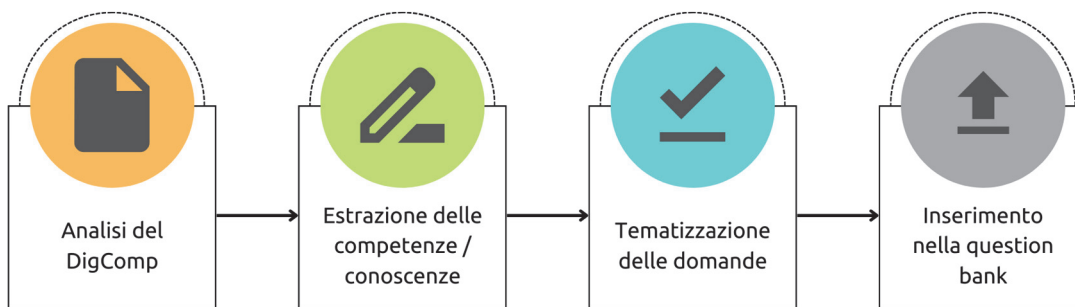 Analisi del
DigComp
Estrazione delle
competenze /
conoscenze
Tematizzazione
delle domande
Inserimento
nella question
bank